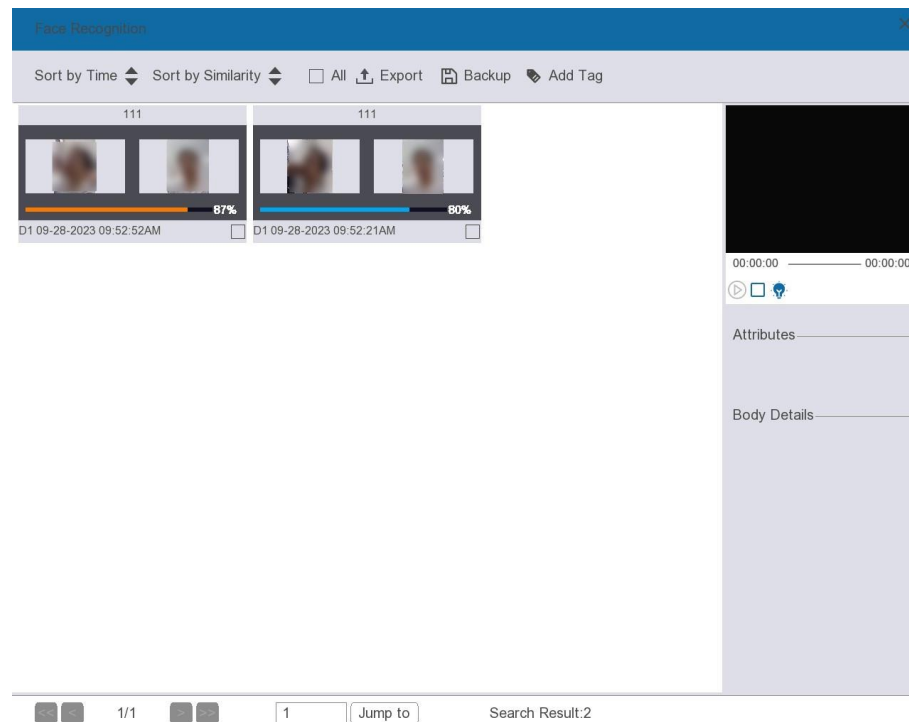 Face Recognition
Sort by Time Sort by Similarity All Export Backup Add Tag
111 111
87% 80%
D1 09-28-2023 09:52:52AM D1 09-28-2023 09:52:21AM
00:00:00 00:00:00
Attributes
Body Details
<< < 1/1 > >> 1 Jump to Search Result:2